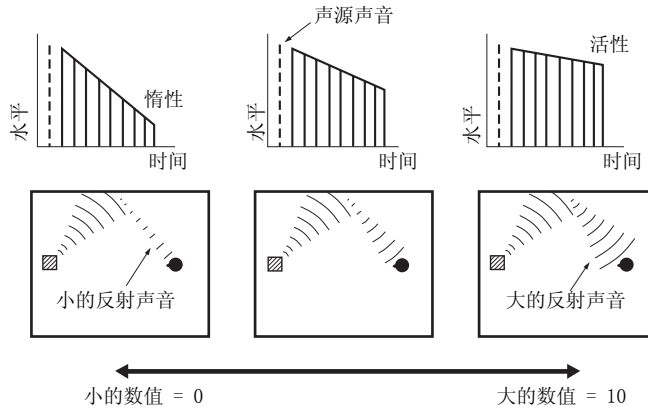 声源声音
活性
惰性
水平
水平
水平
时间
时间
时间
小的反射声音
大的反射声音
小的数值 = 0
大的数值 = 10